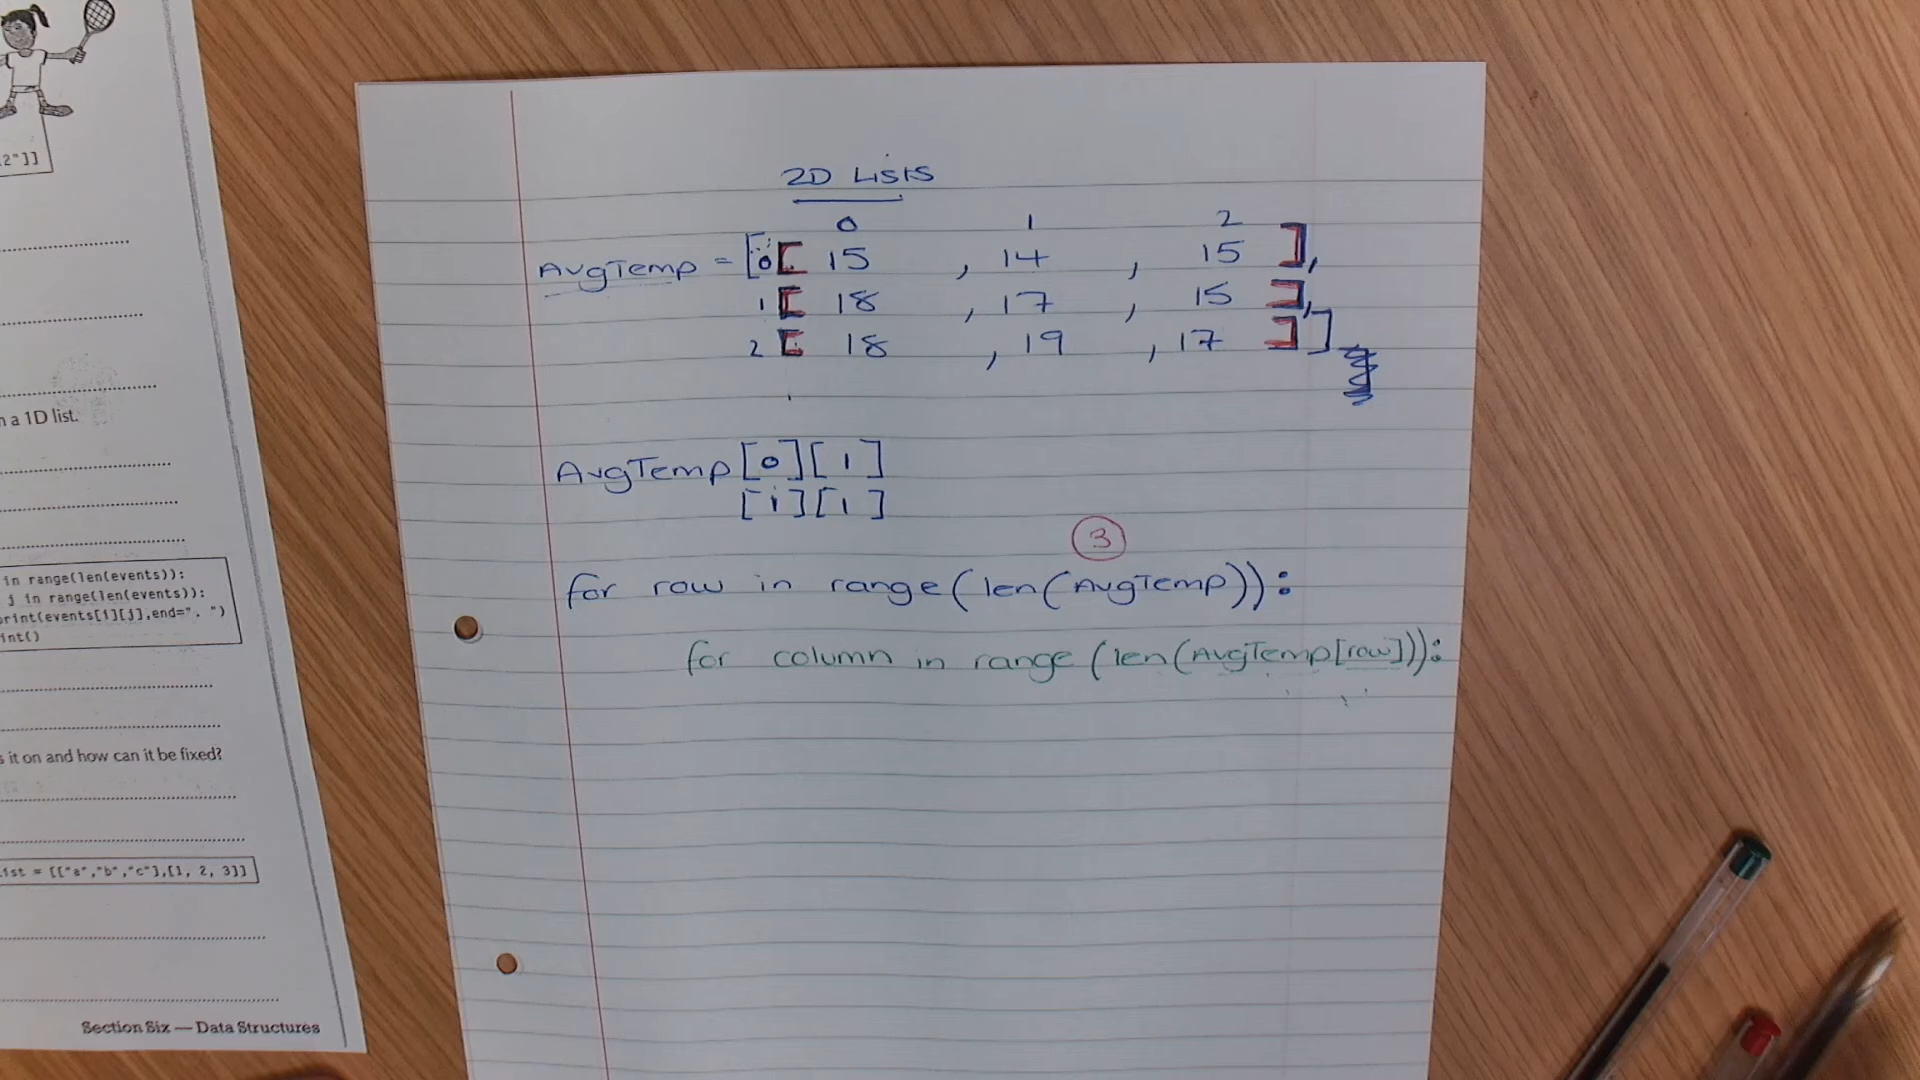 2"]]
n a 1D list.
in range(len(events)):
j in range(len(events)):
print(events[i][j],end=", ")
int()
s it on and how can it be fixed?
ist = [["a","b","c"],[1, 2, 3]]
Section Six — Data Structures
2D Lists
0 1 2
AvgTemp = [0[ 15 , 14 , 15 ],
1 [ 18 , 17 , 15 ],
2 [ 18 , 19 , 17 ]]
AvgTemp[0][1]
[i][1]
3
for row in range(len(AvgTemp)):
for column in range(len(AvgTemp[row])):